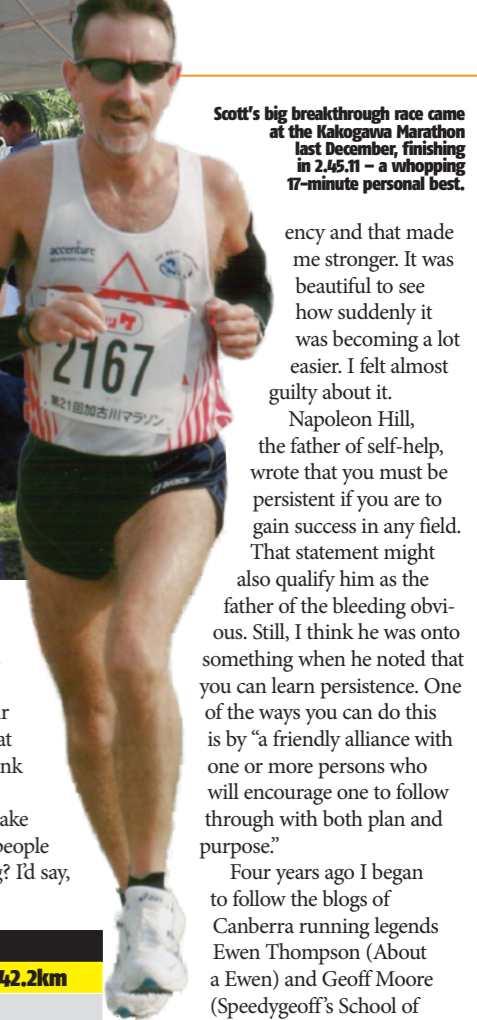 Scott's big breakthrough race came
at the Kakogawa Marathon
last December, finishing
in 2.45.11 – a whopping
17-minute personal best.
accenture
2167
第21回加古川マラソン
asics
ency and that made
me stronger. It was
beautiful to see
how suddenly it
was becoming a lot
easier. I felt almost
guilty about it.
Napoleon Hill,
the father of self-help,
wrote that you must be
persistent if you are to
gain success in any field.
That statement might
also qualify him as the
father of the bleeding obvi-
ous. Still, I think he was onto
something when he noted that
you can learn persistence. One
of the ways you can do this
is by “a friendly alliance with
one or more persons who
will encourage one to follow
through with both plan and
purpose.”
Four years ago I began
to follow the blogs of
Canberra running legends
Ewen Thompson (About
a Ewen) and Geoff Moore
(Speedygeoff's School of
r
at
nk
ake
people
g? I'd say,
42.2km